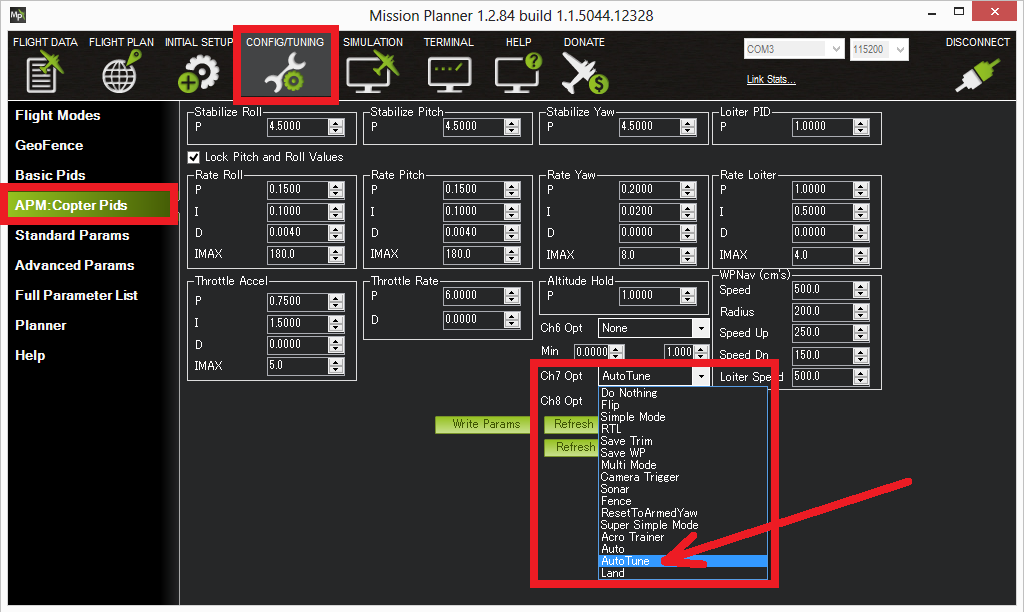 Mp
Mission Planner 1.2.84 build 1.1.5044.12328
FLIGHT DATA FLIGHT PLAN INITIAL SETUP CONFIG/TUNING SIMULATION TERMINAL HELP DONATE DISCONNECT
COM3 115200
Link Stats...
Flight Modes
GeoFence
Basic Pids
APM:Copter Pids
Standard Params
Advanced Params
Full Parameter List
Planner
Help
Stabilize Roll
P 4.5000
Stabilize Pitch
P 4.5000
Stabilize Yaw
P 4.5000
Loiter PID
P 1.0000
Lock Pitch and Roll Values
Rate Roll
P 0.1500
I 0.1000
D 0.0040
IMAX 180.0
Rate Pitch
P 0.1500
I 0.1000
D 0.0040
IMAX 180.0
Rate Yaw
P 0.2000
I 0.0200
D 0.0000
IMAX 8.0
Rate Loiter
P 1.0000
I 0.5000
D 0.0000
IMAX 4.0
Throttle Accel
P 0.7500
I 1.5000
D 0.0000
IMAX 5.0
Throttle Rate
P 6.0000
D 0.0000
Altitude Hold
P 1.0000
WPNav (cm's)
Speed 500.0
Radius 200.0
Speed Up 250.0
Speed Dn 150.0
Loiter Speed 500.0
Ch6 Opt None
Min 0.0000 1.000
Ch7 Opt AutoTune
Ch8 Opt
Do Nothing
Flip
Simple Mode
RTL
Save Trim
Save WP
Multi Mode
Camera Trigger
Sonar
Fence
ResetToArmedYaw
Super Simple Mode
Acro Trainer
Auto
AutoTune
Land
Write Params
Refresh
Refresh